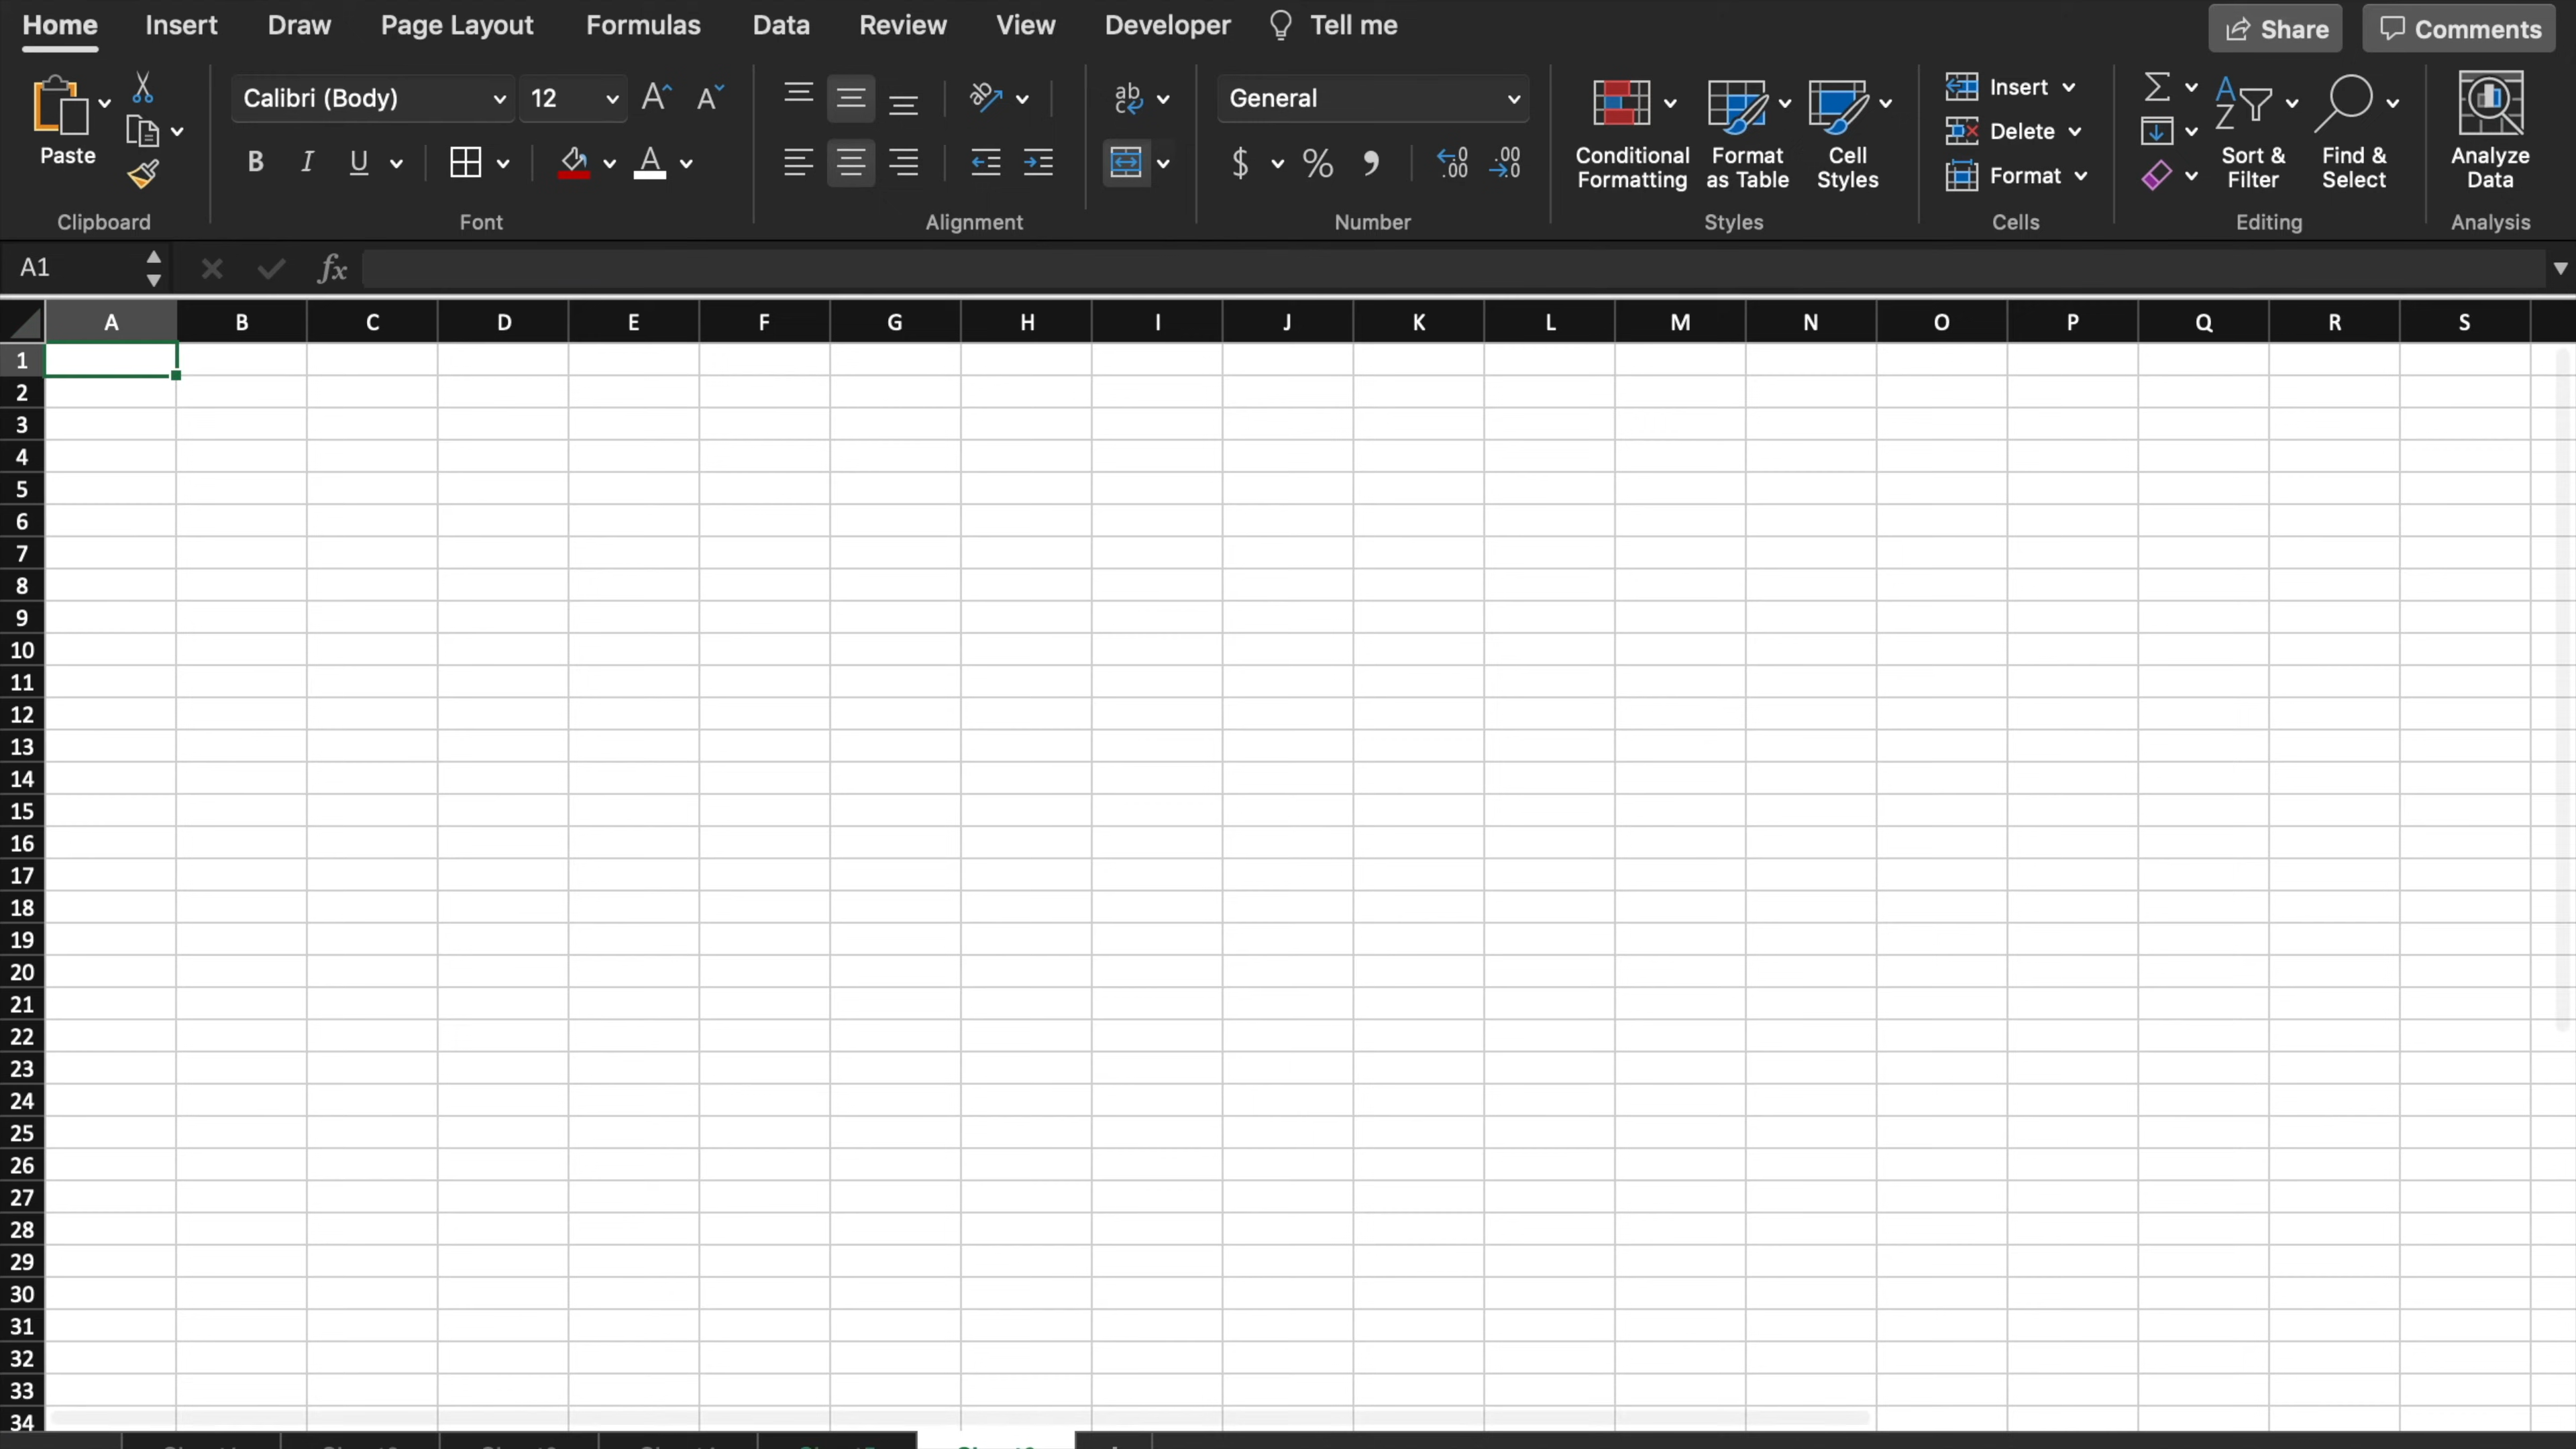 Home Insert Draw Page Layout Formulas Data Review View Developer Tell me Share Comments
Paste
Calibri (Body) 12
B I U A
ab
General
$ %
Conditional Formatting
Format as Table
Cell Styles
Insert
Delete
Format
Sort & Filter
Find & Select
Analyze Data
Clipboard Font Alignment Number Styles Cells Editing Analysis
A1 fx
A B C D E F G H I J K L M N O P Q R S
1
2
3
4
5
6
7
8
9
10
11
12
13
14
15
16
17
18
19
20
21
22
23
24
25
26
27
28
29
30
31
32
33
34